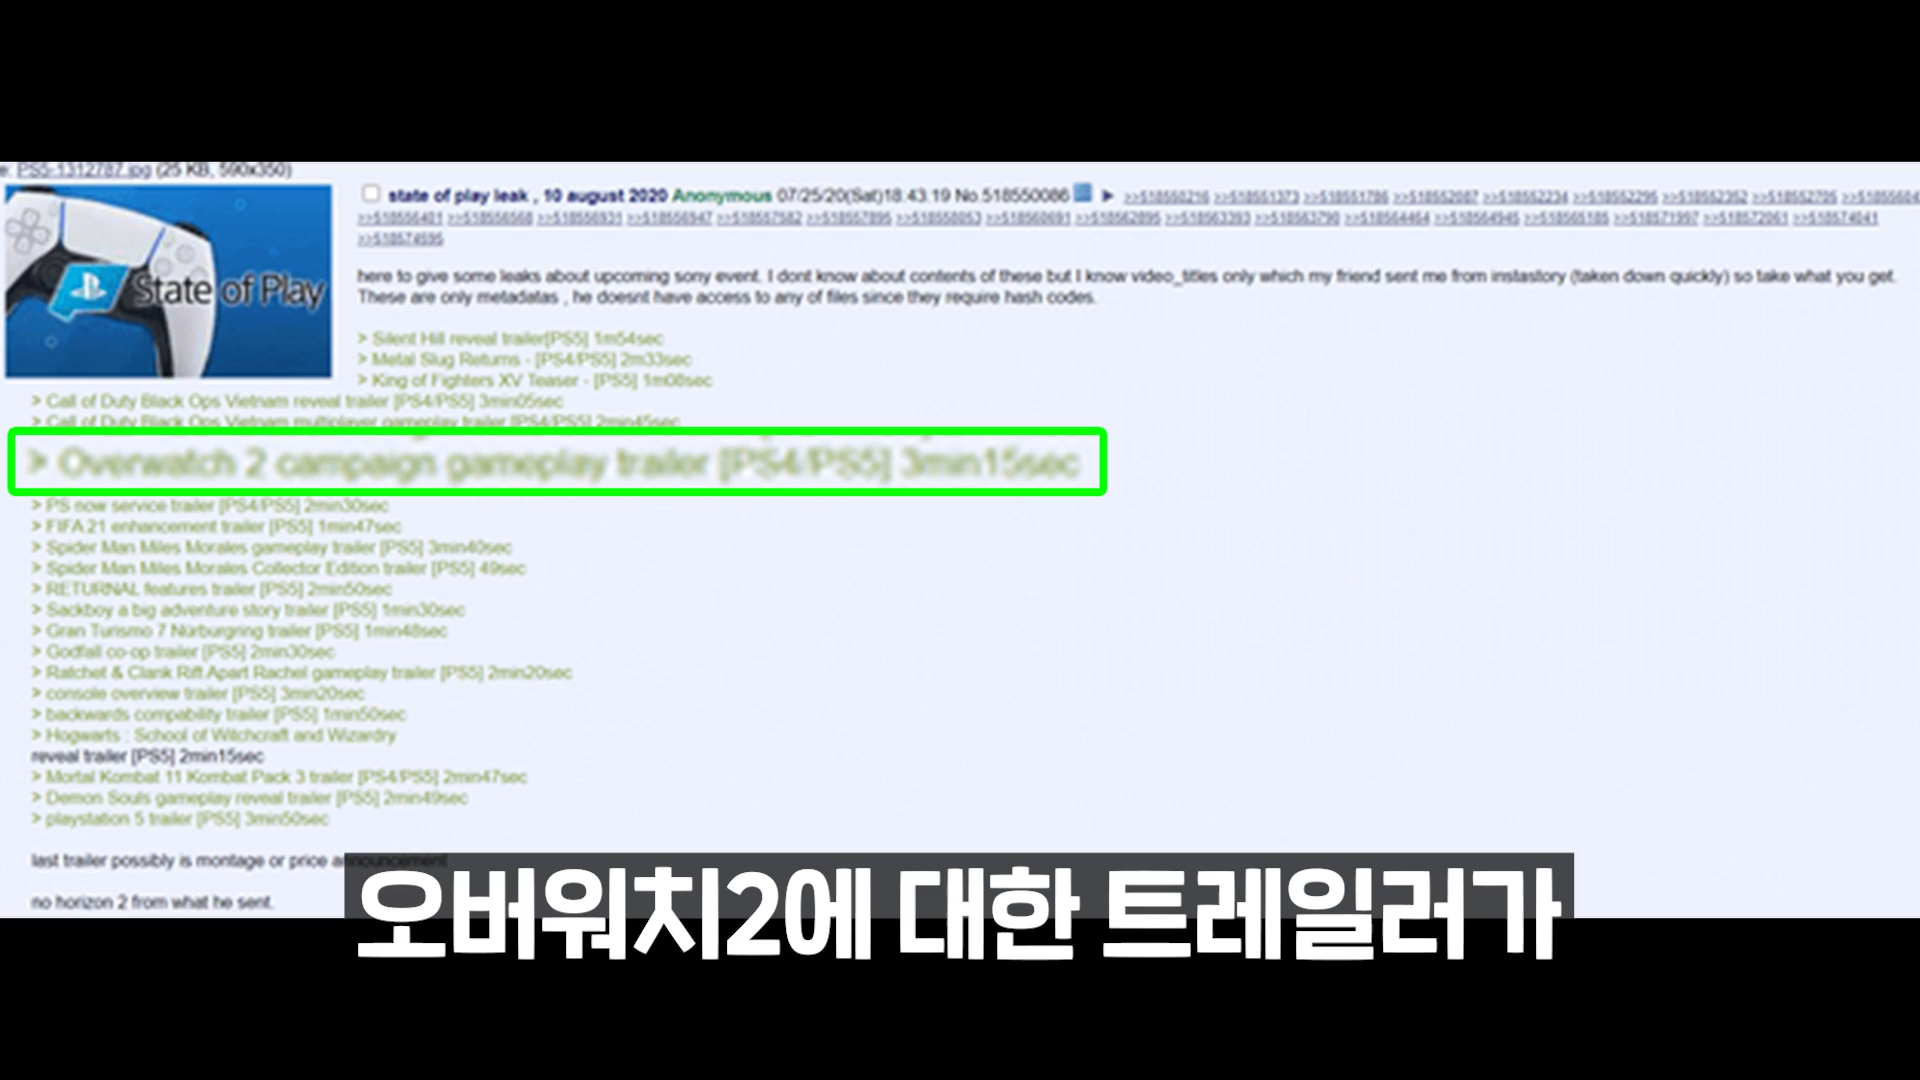 e: PS5-1312787.jpg (25 KB, 590x350)
State of Play
state of play leak , 10 august 2020 Anonymous 07/25/20(Sat)18:43:19 No.518550086
here to give some leaks about upcoming sony event. I dont know about contents of these but I know video_titles only which my friend sent me from instastory (taken down quickly) so take what you get.
These are only metadatas , he doesnt have access to any of files since they require hash codes.
> Silent Hill reveal trailer[PS5] 1m54sec
> Metal Slug Returns - [PS4/PS5] 2m33sec
> King of Fighters XV Teaser - [PS5] 1m08sec
> Call of Duty Black Ops Vietnam reveal trailer [PS4/PS5] 3min05sec
> Call of Duty Black Ops Vietnam multiplayer gameplay trailer [PS4/PS5] 2min45sec
> Overwatch 2 campaign gameplay trailer [PS4/PS5] 3min15sec
> PS now service trailer [PS4/PS5] 2min30sec
> FIFA 21 enhancement trailer [PS5] 1min47sec
> Spider Man Miles Morales gameplay trailer [PS5] 3min40sec
> Spider Man Miles Morales Collector Edition trailer [PS5] 49sec
> RETURNAL features trailer [PS5] 2min50sec
> Sackboy a big adventure story trailer [PS5] 1min30sec
> Gran Turismo 7 Nürburgring trailer [PS5] 1min48sec
> Godfall co-op trailer [PS5] 2min30sec
> Ratchet & Clank Rift Apart Rachel gameplay trailer [PS5] 2min20sec
> console overview trailer [PS5] 3min20sec
> backwards compability trailer [PS5] 1min50sec
> Hogwarts : School of Witchcraft and Wizardry
reveal trailer [PS5] 2min15sec
> Mortal Kombat 11 Kombat Pack 3 trailer [PS4/PS5] 2min47sec
> Demon Souls gameplay reveal trailer [PS5] 2min49sec
> playstation 5 trailer [PS5] 3min50sec
last trailer possibly is montage or price announcement
no horizon 2 from what he sent.
오버워치2에 대한 트레일러가